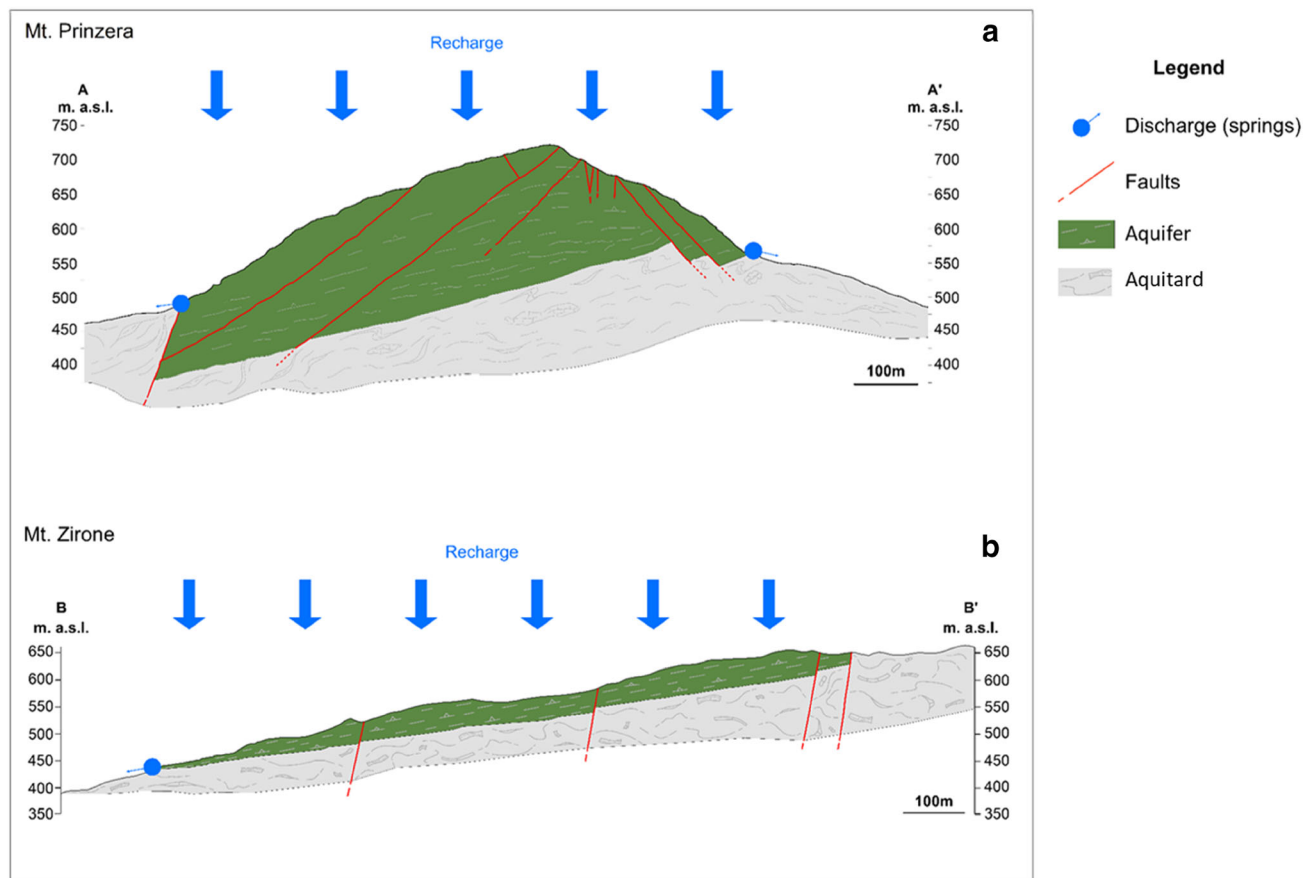 Mt. Prinzera
a
Recharge
A
m. a.s.l.
A'
m. a.s.l.
750
700
650
600
550
500
450
400
750
700
650
600
550
500
450
400
100m
Mt. Zirone
b
Recharge
B
m. a.s.l.
B'
m. a.s.l.
650
600
550
500
450
400
350
650
600
550
500
450
400
350
100m
Legend
Discharge (springs)
Faults
Aquifer
Aquitard